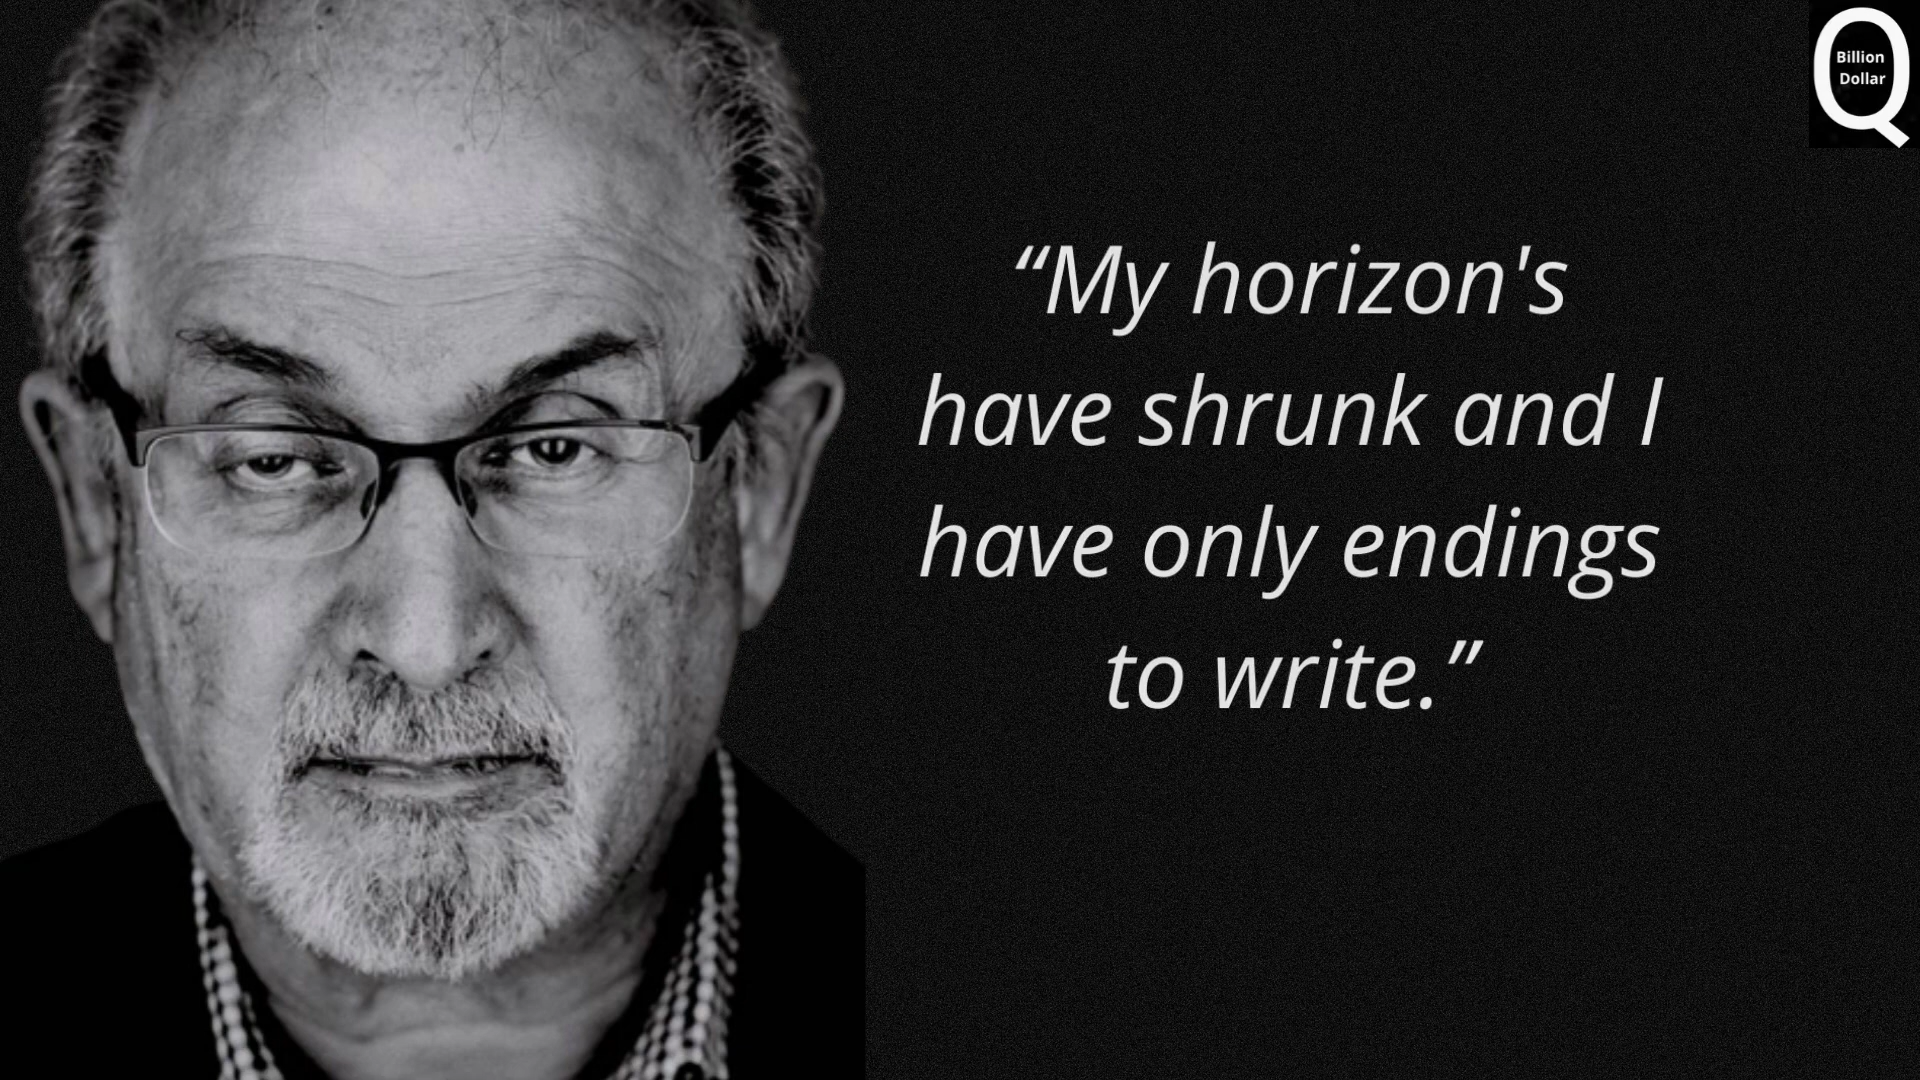 Billion
Dollar
“My horizon's
have shrunk and I
have only endings
to write.”